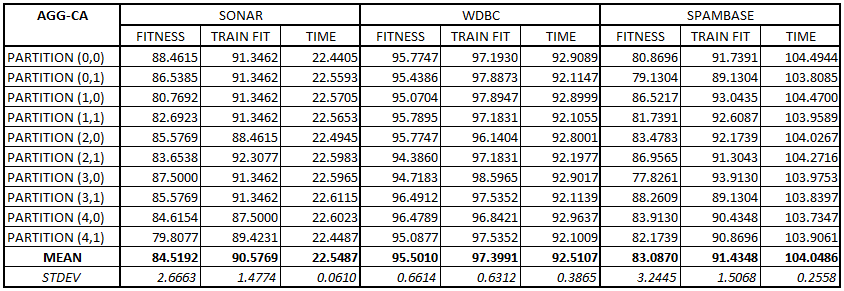 AGG-CA SONAR WDBC SPAMBASE
FITNESS TRAIN FIT TIME FITNESS TRAIN FIT TIME FITNESS TRAIN FIT TIME
PARTITION (0,0) 88.4615 91.3462 22.4405 95.7747 97.1930 92.9089 80.8696 91.7391 104.4944
PARTITION (0,1) 86.5385 91.3462 22.5593 95.4386 97.8873 92.1147 79.1304 89.1304 103.8085
PARTITION (1,0) 80.7692 91.3462 22.5705 95.0704 97.8947 92.8999 86.5217 93.0435 104.4700
PARTITION (1,1) 82.6923 91.3462 22.5653 95.7895 97.1831 92.1055 81.7391 92.6087 103.9589
PARTITION (2,0) 85.5769 88.4615 22.4945 95.7747 96.1404 92.8001 83.4783 92.1739 104.0267
PARTITION (2,1) 83.6538 92.3077 22.5983 94.3860 97.1831 92.1977 86.9565 91.3043 104.2716
PARTITION (3,0) 87.5000 91.3462 22.5965 94.7183 98.5965 92.9017 77.8261 93.9130 103.9753
PARTITION (3,1) 85.5769 91.3462 22.6115 96.4912 97.5352 92.1139 88.2609 89.1304 103.8397
PARTITION (4,0) 84.6154 87.5000 22.6023 96.4789 96.8421 92.9637 83.9130 90.4348 103.7347
PARTITION (4,1) 79.8077 89.4231 22.4487 95.0877 97.5352 92.1009 82.1739 90.8696 103.9061
MEAN 84.5192 90.5769 22.5487 95.5010 97.3991 92.5107 83.0870 91.4348 104.0486
STDEV 2.6663 1.4774 0.0610 0.6614 0.6312 0.3865 3.2445 1.5068 0.2558